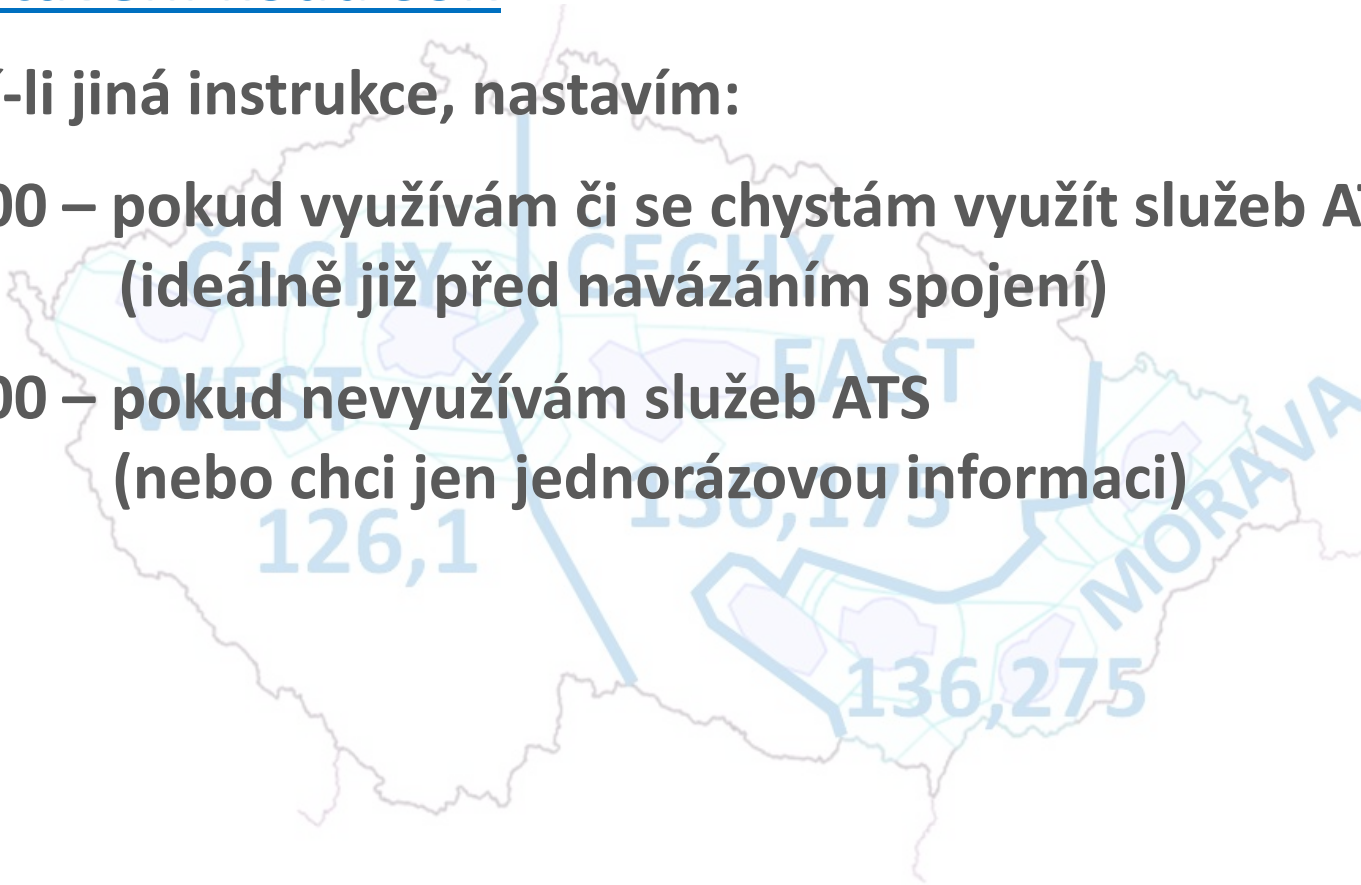 -li jiná instrukce, nastavím:
00 – pokud využívám či se chystám využít služeb
(ideálně již před navázáním spojení)
00 – pokud nevyužívám služeb ATS
(nebo chci jen jednorázovou informaci)
ČECHY
WEST
126,1
ČECHY
EAST
136,175
MORAVA
136,275